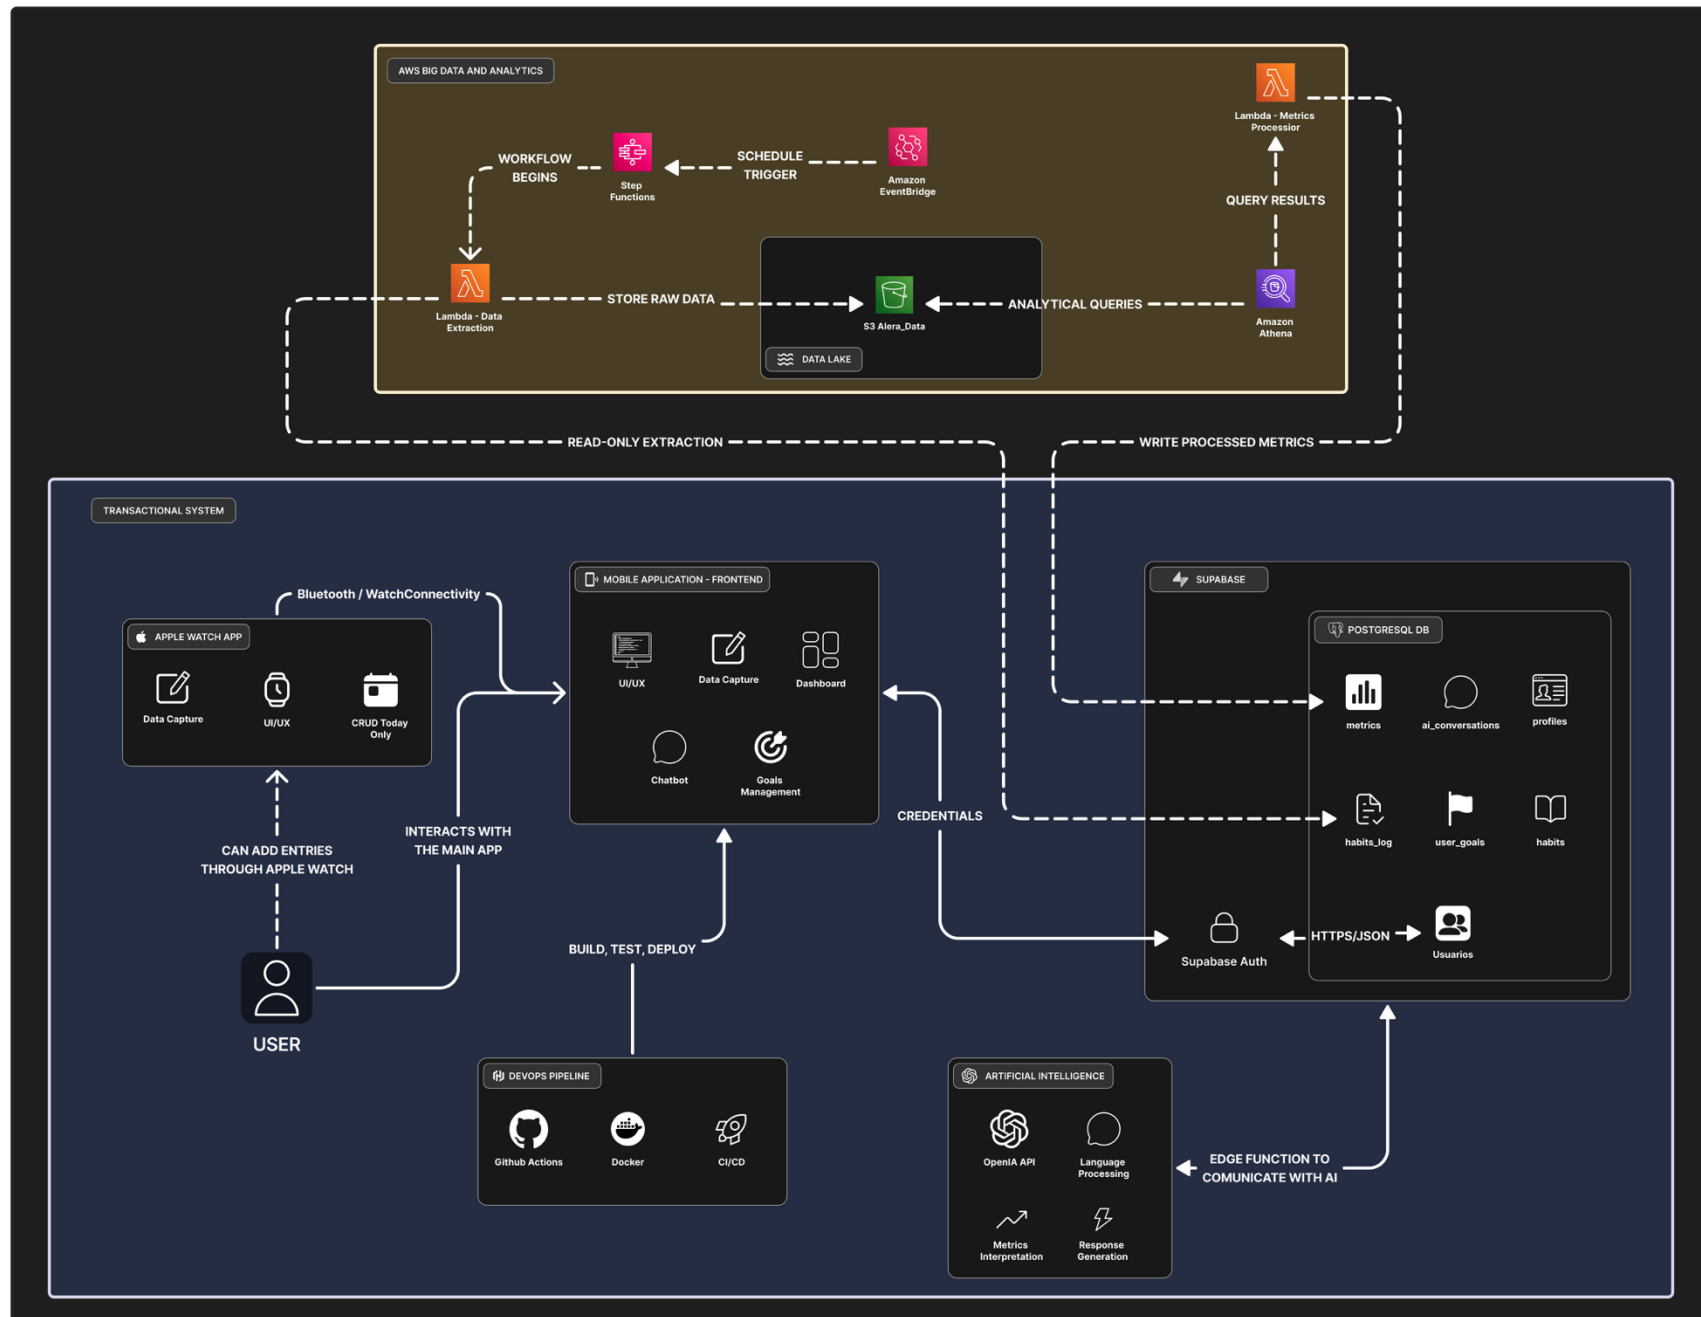 AWS BIG DATA AND ANALYTICS
Lambda - Metrics
Processior
WORKFLOW
BEGINS
SCHEDULE
TRIGGER
Step
Functions
Amazon
EventBridge
QUERY RESULTS
Lambda - Data
Extraction
STORE RAW DATA
S3 Alera_Data
ANALYTICAL QUERIES
Amazon
Athena
DATA LAKE
READ-ONLY EXTRACTION
WRITE PROCESSED METRICS
TRANSACTIONAL SYSTEM
Bluetooth / WatchConnectivity
APPLE WATCH APP
Data Capture
UI/UX
CRUD Today
Only
MOBILE APPLICATION - FRONTEND
UI/UX
Data Capture
Dashboard
Chatbot
Goals
Management
SUPABASE
POSTGRESQL DB
metrics
ai_conversations
profiles
habits_log
user_goals
habits
CREDENTIALS
INTERACTS WITH
THE MAIN APP
CAN ADD ENTRIES
THROUGH APPLE WATCH
Supabase Auth
HTTPS/JSON
Usuarios
BUILD, TEST, DEPLOY
USER
DEVOPS PIPELINE
Github Actions
Docker
CI/CD
ARTIFICIAL INTELLIGENCE
OpenIA API
Language
Processing
Metrics
Interpretation
Response
Generation
EDGE FUNCTION TO
COMUNICATE WITH AI